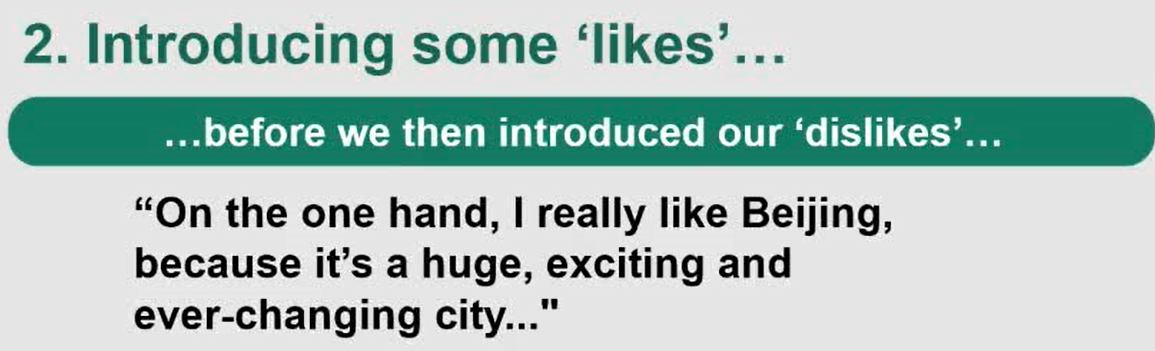 2. Introducing some ‘likes’…
…before we then introduced our ‘dislikes’…
“On the one hand, I really like Beijing,
because it’s a huge, exciting and
ever-changing city..."